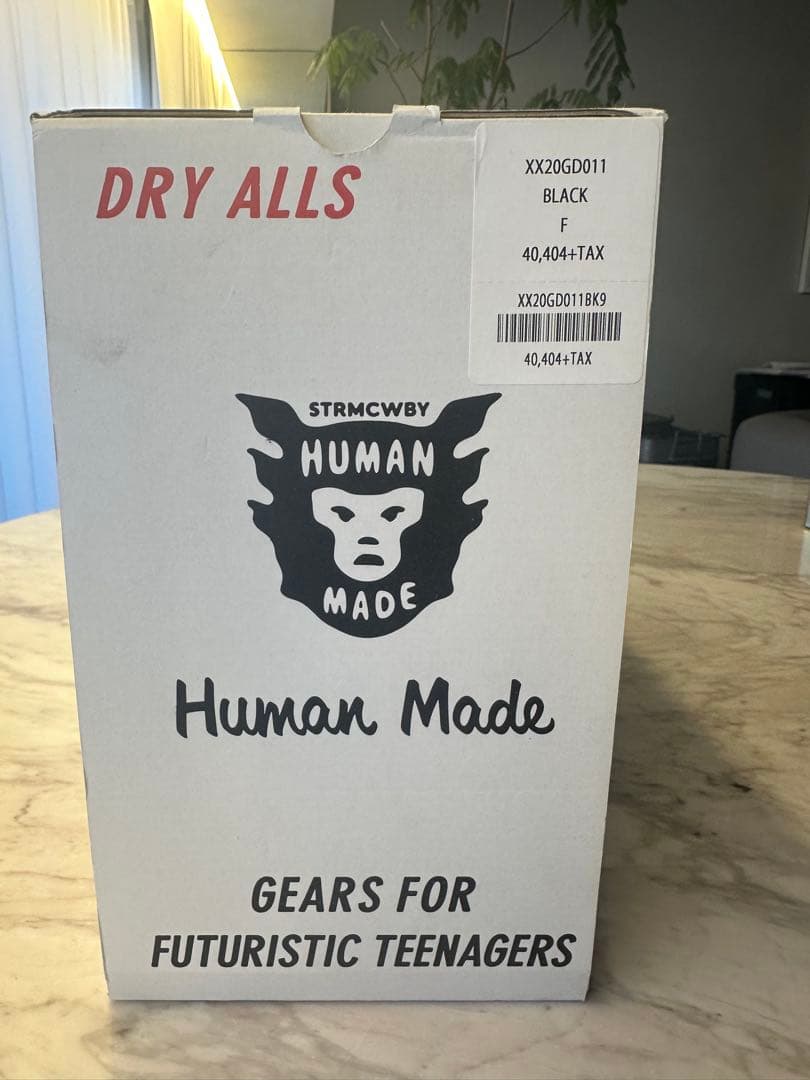 DRY ALLS
XX20GD011
BLACK
F
40,404+TAX
XX20GD011BK9
40,404+TAX
STRMCWBY
HUMAN
MADE
Human Made
GEARS FOR
FUTURISTIC TEENAGERS